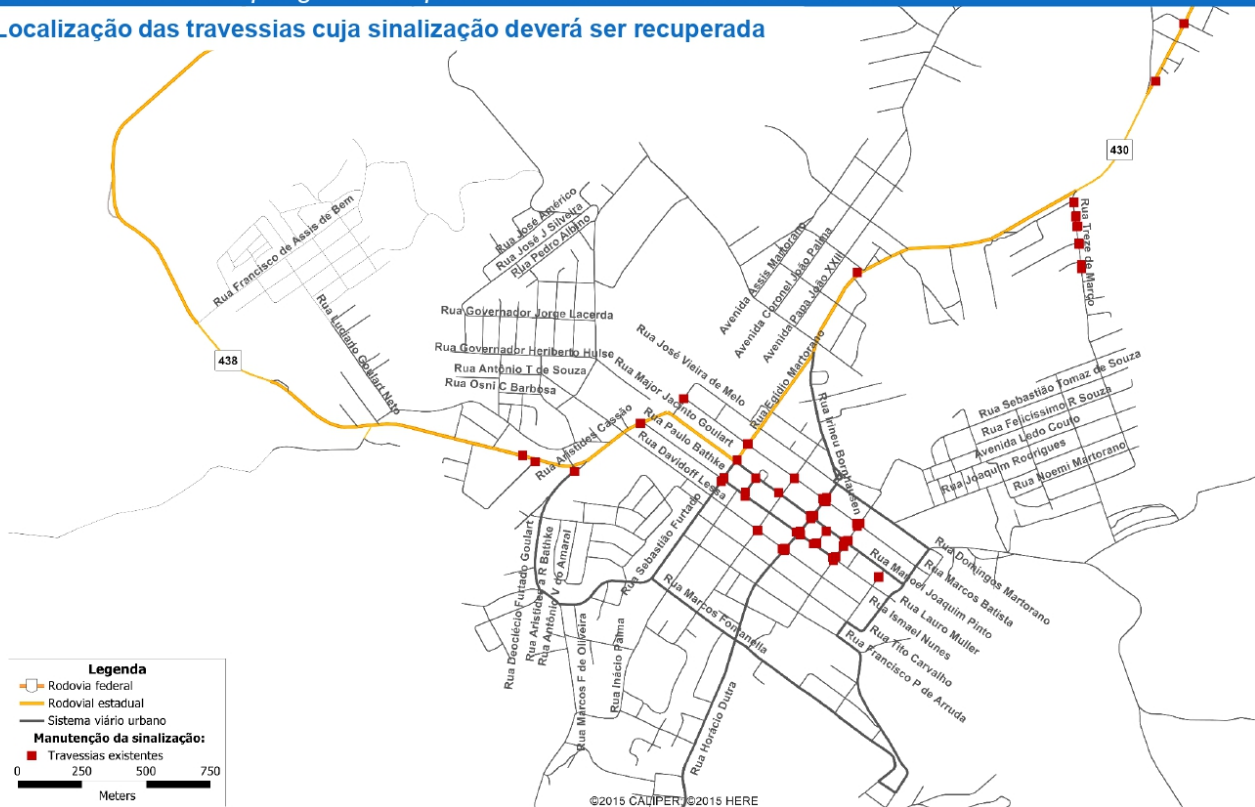 Localização das travessias cuja sinalização deverá ser recuperada
430
Rua Treze de Março
Rua Francisco de Assis de Bem
Rua José Américo
Rua José J Silveira
Rua Pedro Albino
Avenida Assis Martorano
Avenida Coronel João Palma
Avenida Papa João XXII
Rua Luciano Goulart Neto
Rua Governador Jorge Lacerda
Rua Governador Heriberto Hulse
Rua Antônio T de Souza
Rua Osni C Barbosa
438
Rua José Vieira de Melo
Rua Major Jacinto Goulart
Rua Egídio Martorano
Rua Paulo Bathke
Rua Davidoff Lessa
Rua Aristides Cassão
Rua Irineu Bornhausen
Rua Sebastião Tomaz de Souza
Rua Felicissimo R Souza
Avenida Ledo Couto
Rua Joaquim Rodrigues
Rua Noemi Martorano
Rua Sebastião Furtado
Rua Deoclécio Furtado Goulart
Rua Aristides a R Bathke
Rua Antônio V do Amaral
Rua Domingos Martorano
Rua Marcos Batista
Rua Manoel Joaquim Pinto
Rua Lauro Muller
Rua Ismael Nunes
Rua Tito Carvalho
Rua Francisco P de Arruda
Rua Marcos Fontanella
Rua Marcos F de Oliveira
Rua Inácio Palma
Rua Horácio Dutra
Legenda
Rodovia federal
Rodovial estadual
Sistema viário urbano
Manutenção da sinalização:
Travessias existentes
0 250 500 750
Meters
©2015 CALIPER; ©2015 HERE